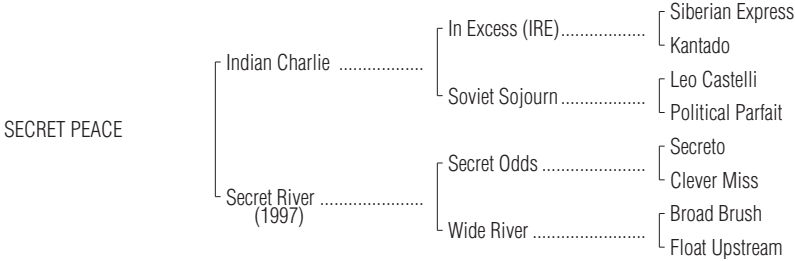 Siberian Express
In Excess (IRE)...................
Kantado
Indian Charlie ..................
Leo Castelli
Soviet Sojourn...................
Political Parfait
SECRET PEACE
Secreto
Secret Odds .......................
Clever Miss
Secret River ......................
(1997)
Broad Brush
Wide River .........................
Float Upstream